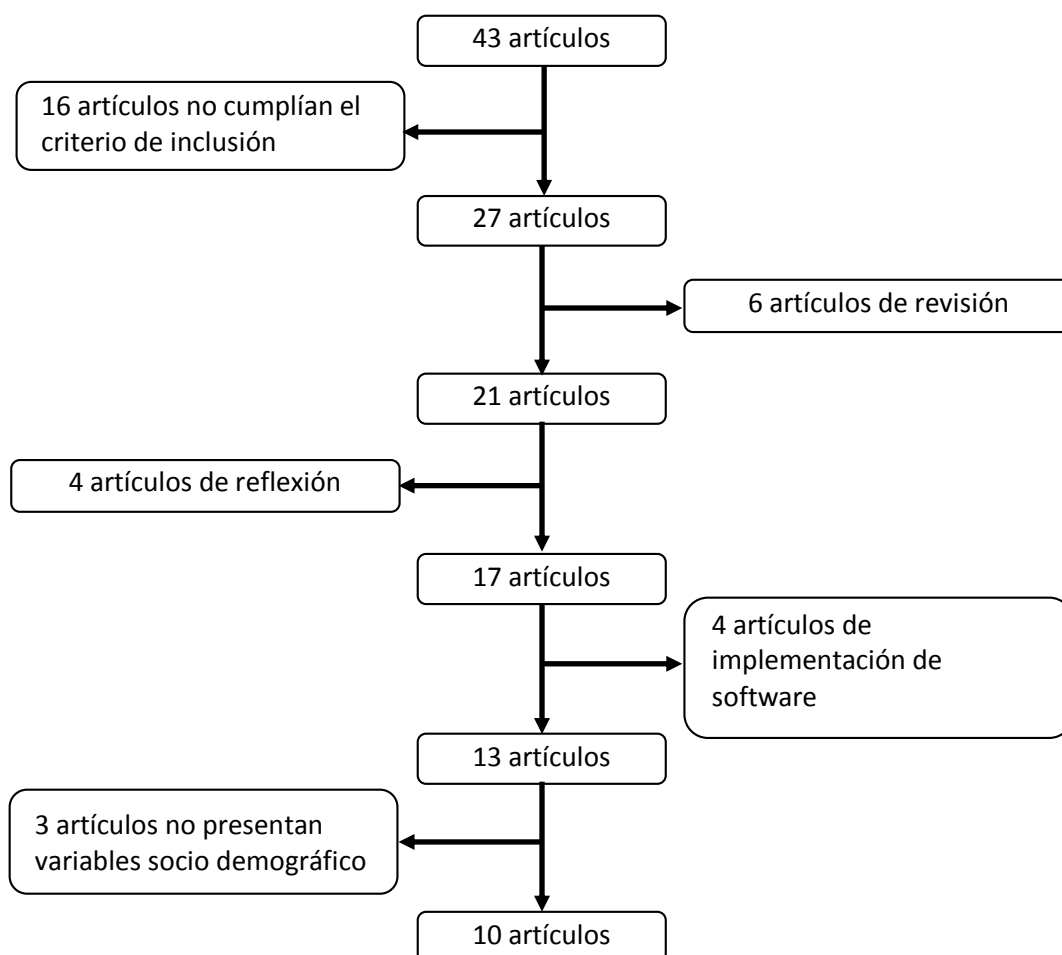 43 artículos
16 artículos no cumplían el
criterio de inclusión
27 artículos
6 artículos de revisión
21 artículos
4 artículos de reflexión
17 artículos
4 artículos de
implementación de
software
13 artículos
3 artículos no presentan
variables socio demográfico
10 artículos